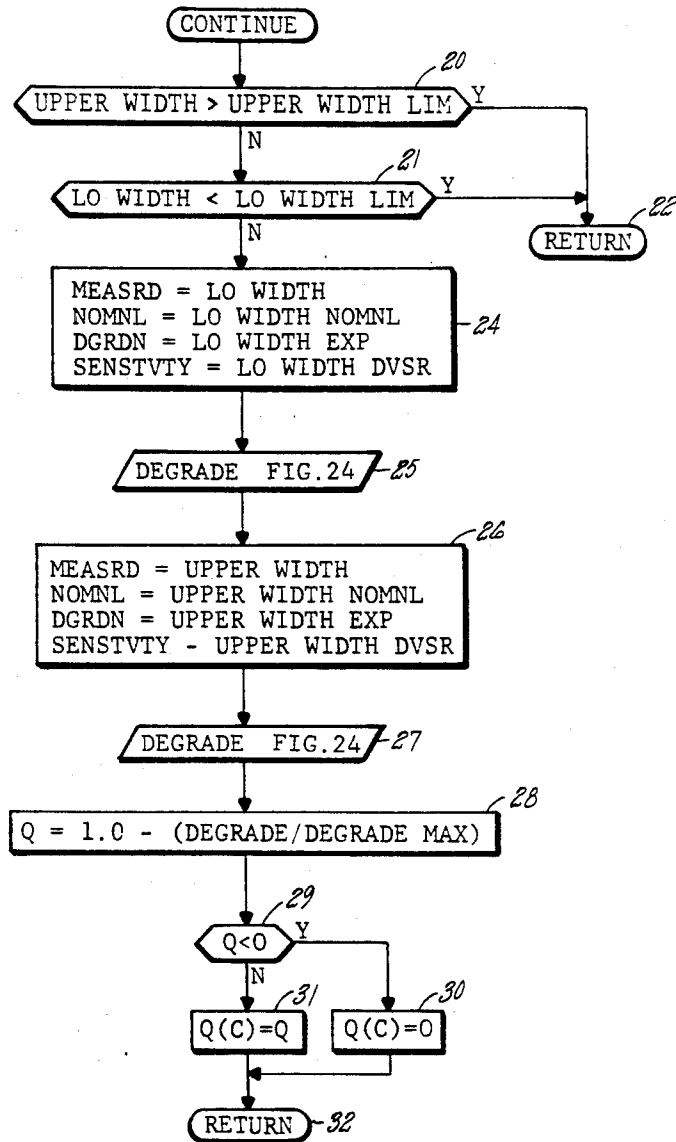 CONTINUE
20
UPPER WIDTH > UPPER WIDTH LIM
Y
N
21
LO WIDTH < LO WIDTH LIM
Y
22
N
RETURN
MEASRD = LO WIDTH
NOMNL = LO WIDTH NOMNL
DGRDN = LO WIDTH EXP
SENSTVTY = LO WIDTH DVSR
24
DEGRADE FIG.24
25
26
MEASRD = UPPER WIDTH
NOMNL = UPPER WIDTH NOMNL
DGRDN = UPPER WIDTH EXP
SENSTVTY - UPPER WIDTH DVSR
DEGRADE FIG.24
27
28
Q = 1.0 - (DEGRADE/DEGRADE MAX)
29
Q<O
Y
N
31
30
Q(C)=Q
Q(C)=O
RETURN
32